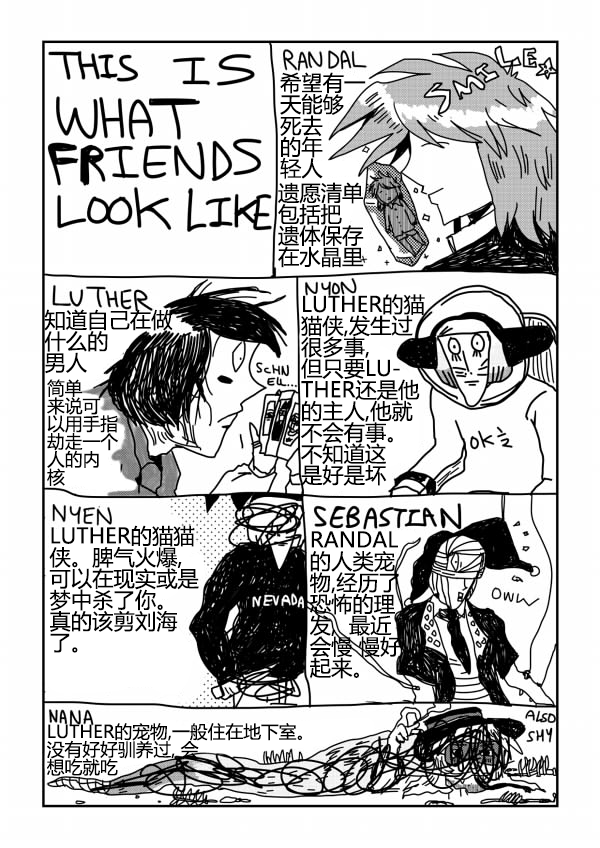 THIS IS
WHAT
FRIENDS
LOOK LIKE
RANDAL
希望有一
天能够
死去
的年
轻人
遗愿清单
包括把
遗体保存
在水晶里
SMILE
LUTHER
知道自己在做
什么的
男人
简单
来说可
以用手指
劫走一个
人的内
核
SCHN
ELL...
NYON
LUTHER的猫
猫侠,发生过
很多事,
但只要LU-
THER还是他
的主人,他就
不会有事。
不知道这
是好是坏
OK
NYEN
LUTHER的猫猫
侠。脾气火爆,
可以在现实或是
梦中杀了你。
真的该剪刘海
了。
NEVADA
SEBASTIAN
RANDAL
的人类宠
物,经历了
恐怖的理
发。最近
会慢慢好
起来。
OWW
NANA
LUTHER的宠物,一般住在地下室。
没有好好驯养过,会
想吃就吃
ALSO
SHY